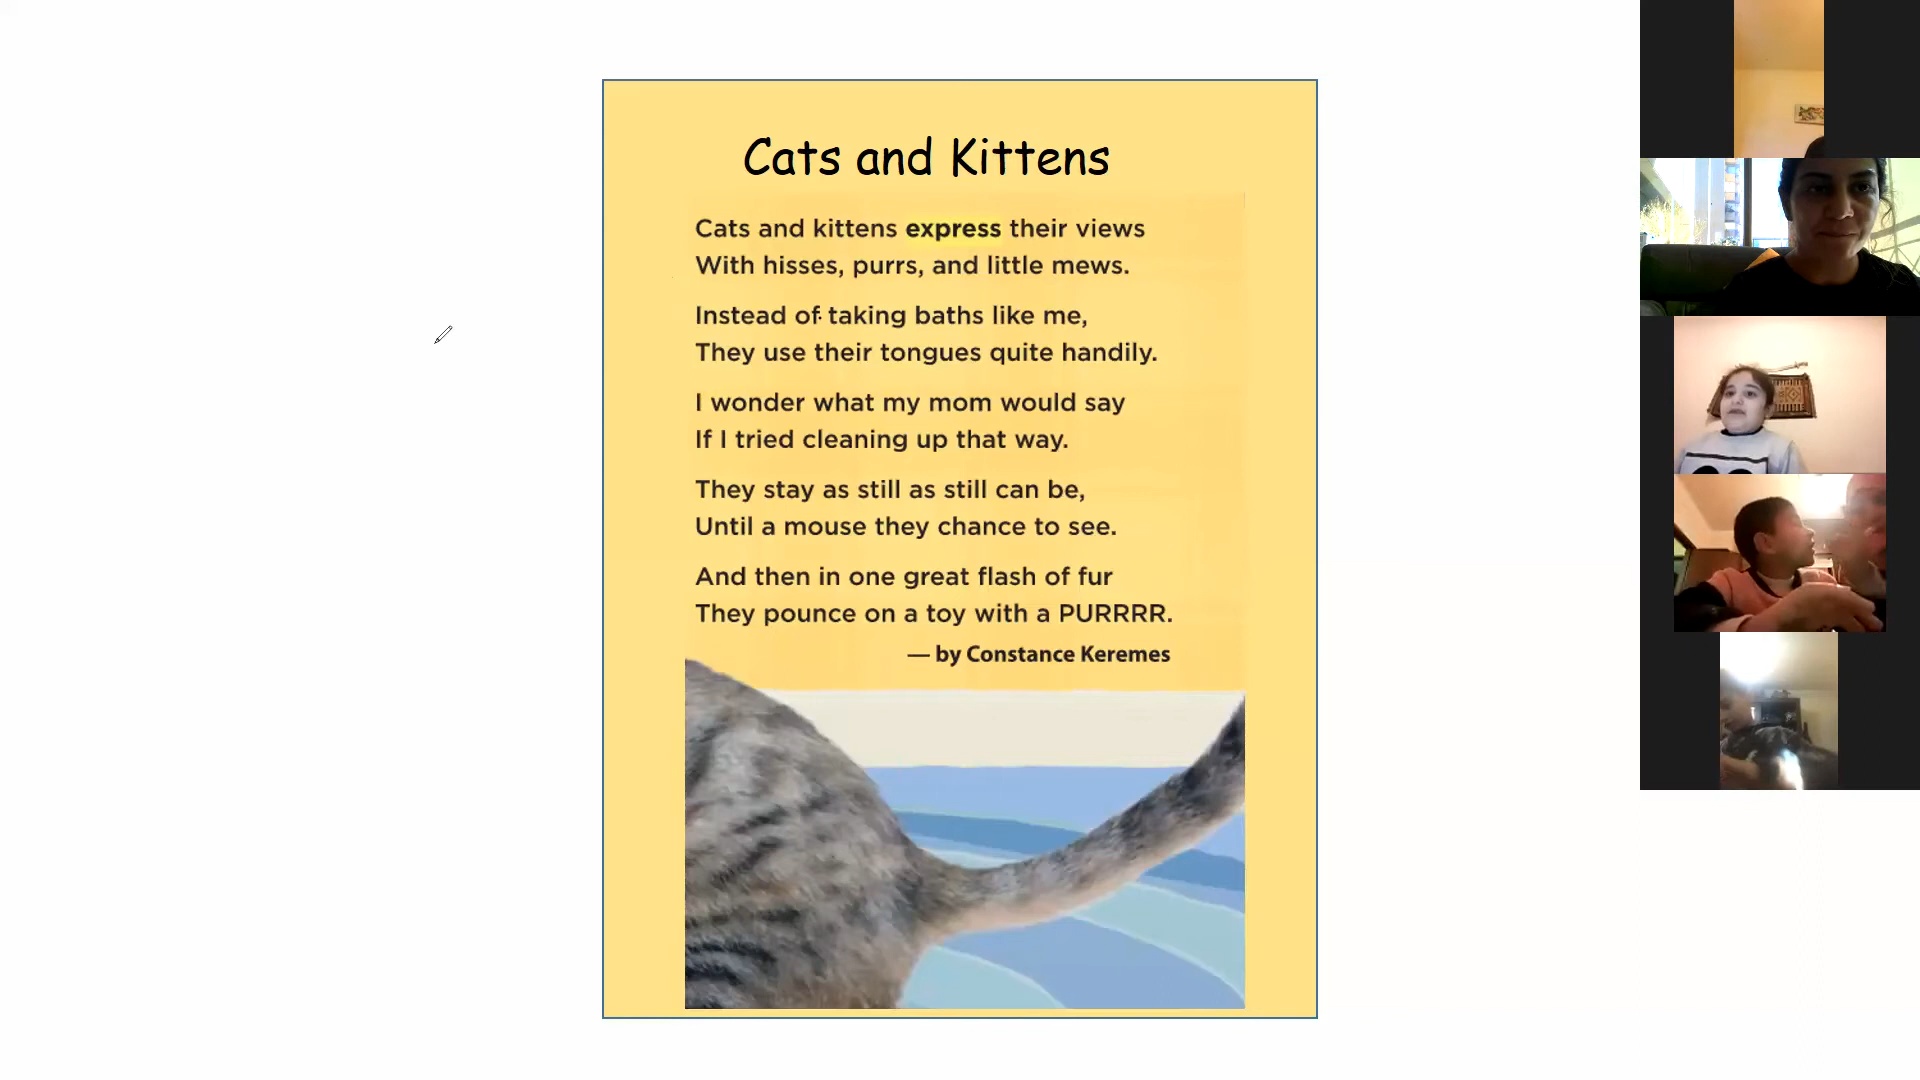 Cats and Kittens
Cats and kittens express their views
With hisses, purrs, and little mews.
Instead of taking baths like me,
They use their tongues quite handily.
I wonder what my mom would say
If I tried cleaning up that way.
They stay as still as still can be,
Until a mouse they chance to see.
And then in one great flash of fur
They pounce on a toy with a PURRRR.
— by Constance Keremes